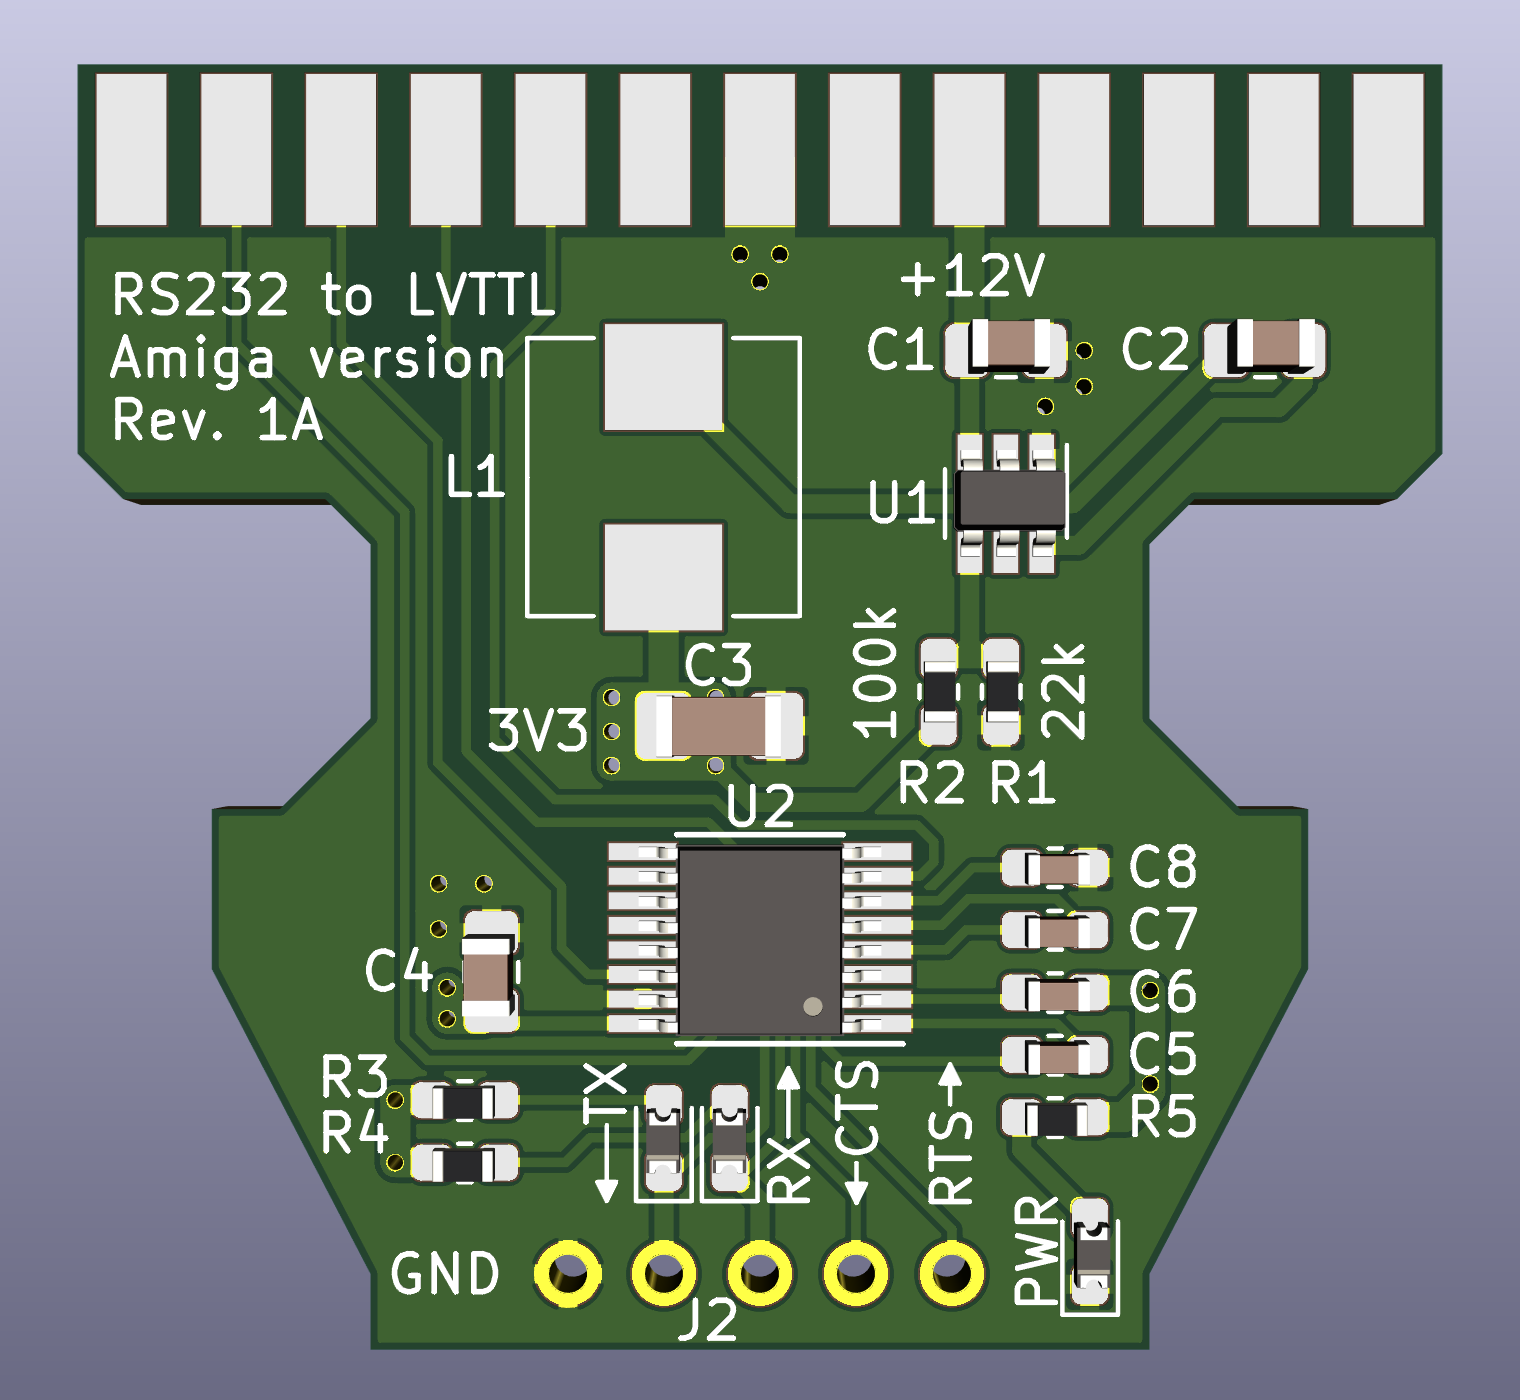 RS232 to LVTTL
Amiga version
Rev. 1A
+12V
C1
C2
L1
U1
100k
22k
C3
3V3
R2
R1
U2
C8
C7
C4
C6
C5
R3
R4
TX
RX
CTS
RTS
R5
GND
PWR
J2